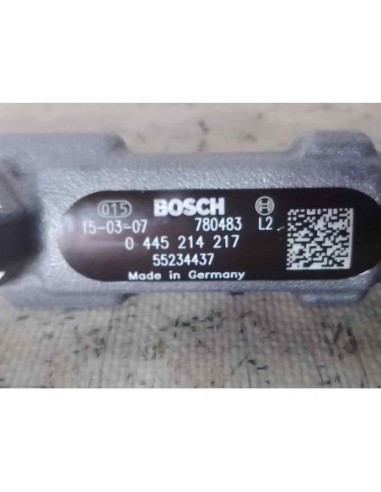 015 BOSCH
15-03-07 780483 L2
0 445 214 217
55234437
Made in Germany